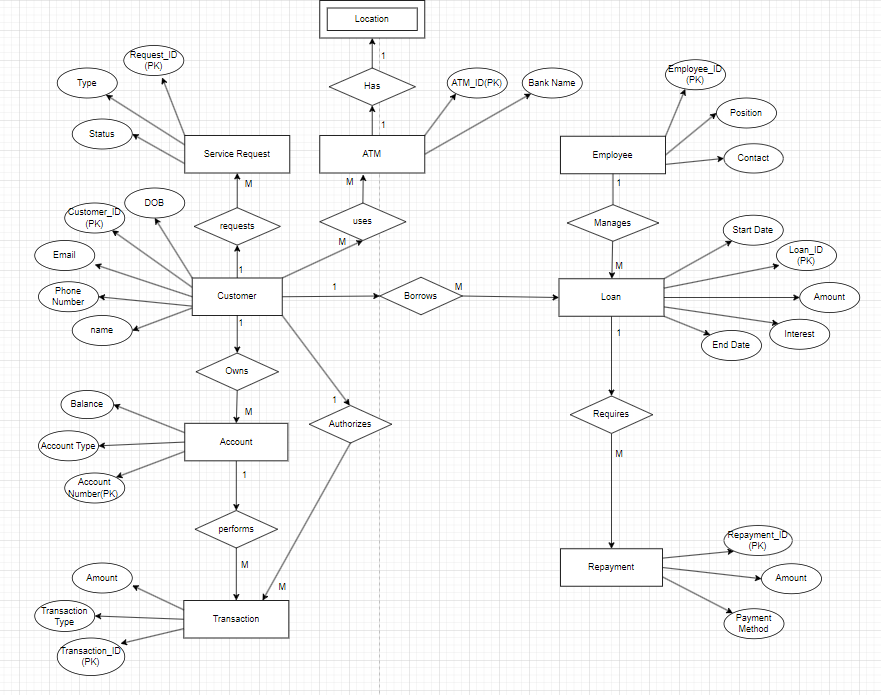 Location
1
Request_ID
(PK)
Type
Has
ATM_ID(PK)
Bank Name
Employee_ID
(PK)
Position
1
Status
Service Request
ATM
Employee
Contact
M
M
1
DOB
Customer_ID
(PK)
requests
uses
Manages
Start Date
M
Loan_ID
(PK)
Email
1
M
Phone
Number
Customer
1
Borrows
M
Loan
Amount
name
1
1
Interest
End Date
Owns
Balance
M
1
Authorizes
Requires
Account Type
Account
M
1
Account
Number(PK)
performs
Repayment_ID
(PK)
M
Repayment
Amount
Amount
M
Transaction
Type
Transaction
Payment
Method
Transaction_ID
(PK)